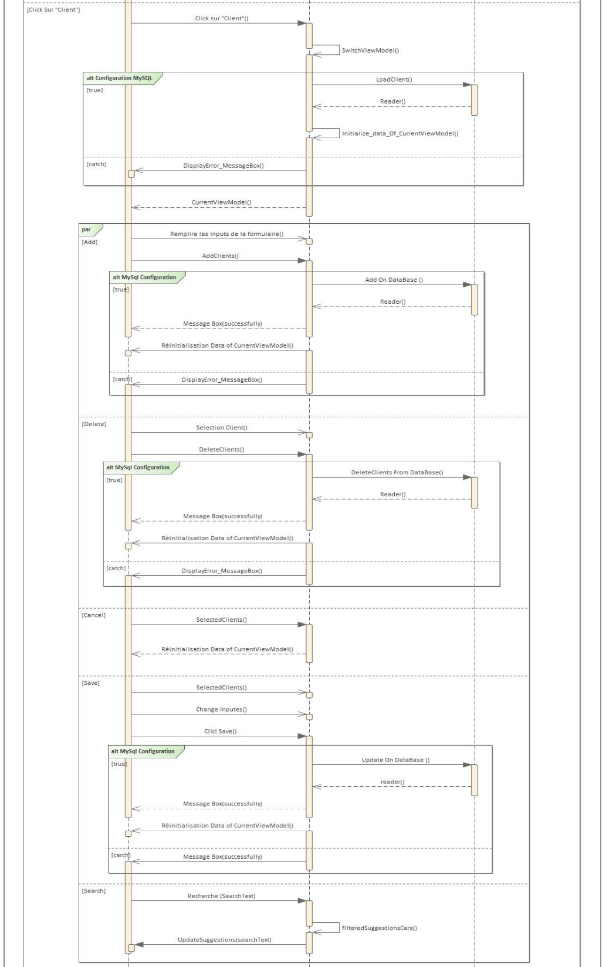 [Click Sur "Client"]
Click sur "Client"()
SwitchViewModel()
alt Configuration MySQL
[true]
LoadClient()
Reader()
Initialize_data_Of_CurrentViewModel()
[catch]
DisplayError_MessageBox()
CurrentViewModel()
par
[Add]
Remplire les inputs de la formulaire()
AddClients()
alt MySql Configuration
[true]
Add On DataBase ()
Reader()
Message Box(successfully)
Réinitialisation Data of CurrentViewModel()
[catch]
DisplayError_MessageBox()
[Delete]
Selection Client()
DeleteClients()
alt MySql Configuration
[true]
DeleteClients From DataBase()
Reader()
Message Box(successfully)
Réinitialisation Data of CurrentViewModel()
[catch]
DisplayError_MessageBox()
[Cancel]
SelectedClients()
Réinitialisation Data of CurrentViewModel()
[Save]
SelectedClients()
Change inputes()
Clicl Save()
alt MySql Configuration
[true]
Update On DataBase ()
reader()
Message Box(successfully)
Réinitialisation Data of CurrentViewModel()
[carch]
Message Box(successfully)
[Search]
Recherche (SearchText)
filteredSuggestionsCars()
UpdateSuggestions(searchText)